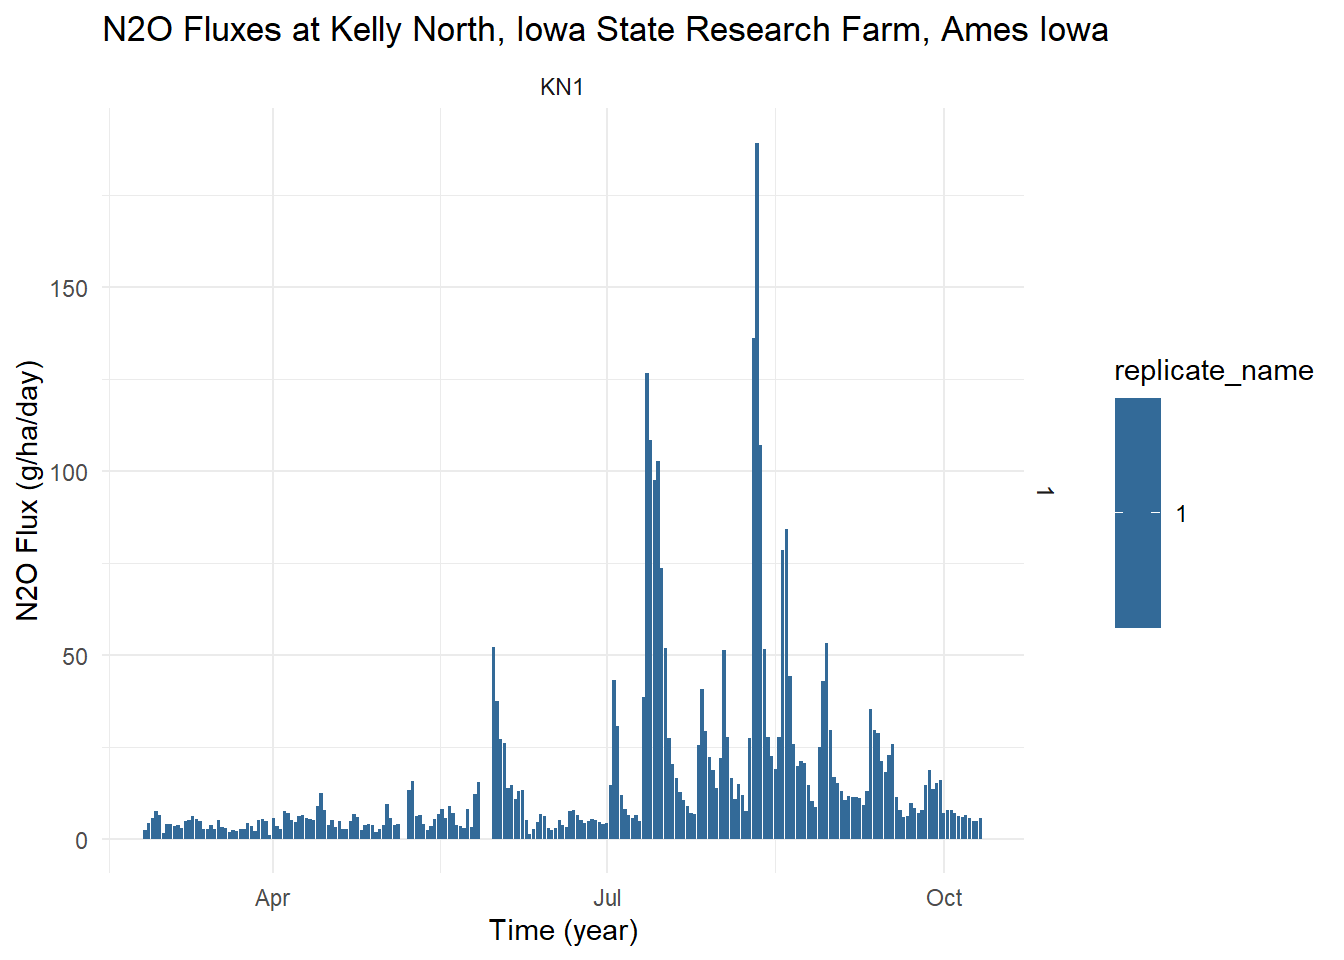 N2O Fluxes at Kelly North, Iowa State Research Farm, Ames Iowa
KN1
N2O Flux (g/ha/day)
150
100
50
0
Apr
Jul
Oct
Time (year)
1
replicate_name
1